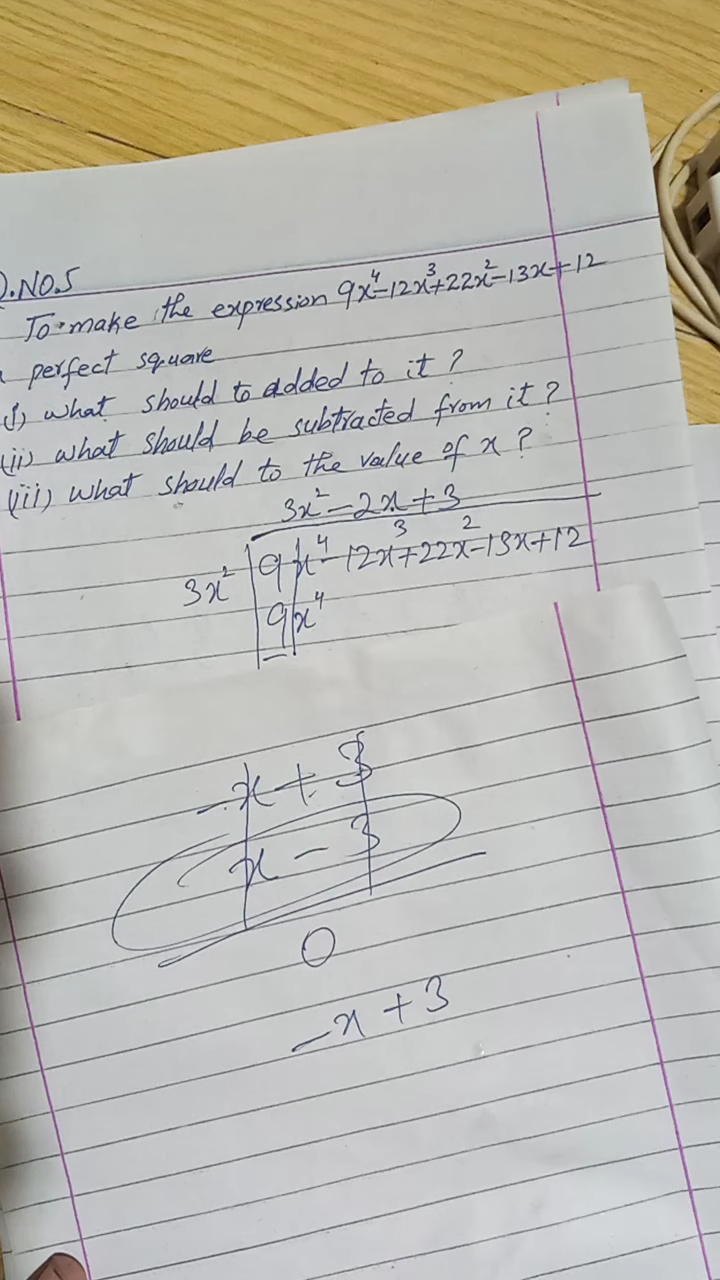 Q.NO.5
To make the expression 9x⁴-12x³+22x²-13x+12
a perfect square
(i) what should to added to it?
(ii) what should be subtracted from it?
(iii) what should to the value of x?
3x²-2x+3
3x² 9x⁴-12x³+22x²-13x+12
9x⁴
-
-x+3
x-3
0
-x+3